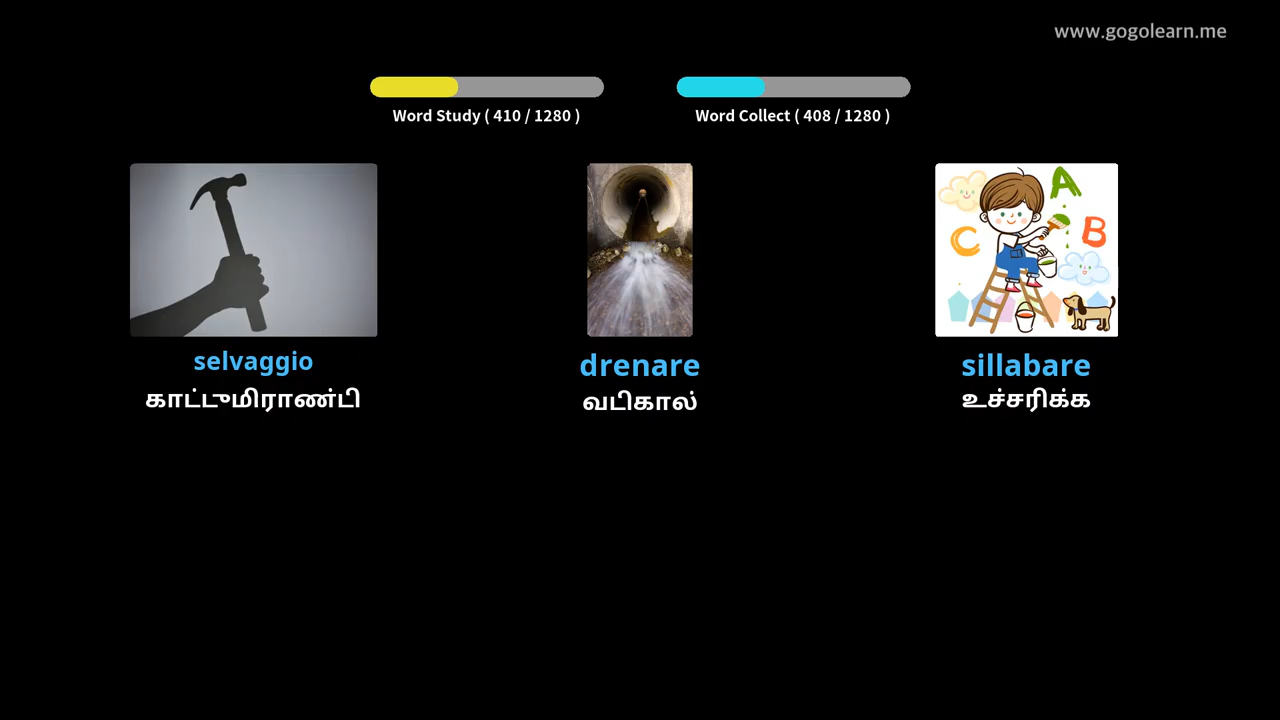 www.gogolearn.me
Word Study ( 410 / 1280 )
Word Collect ( 408 / 1280 )
selvaggio
காட்டுமிராண்டி
drenare
வடிகால்
sillabare
உச்சரிக்க
A
B
C